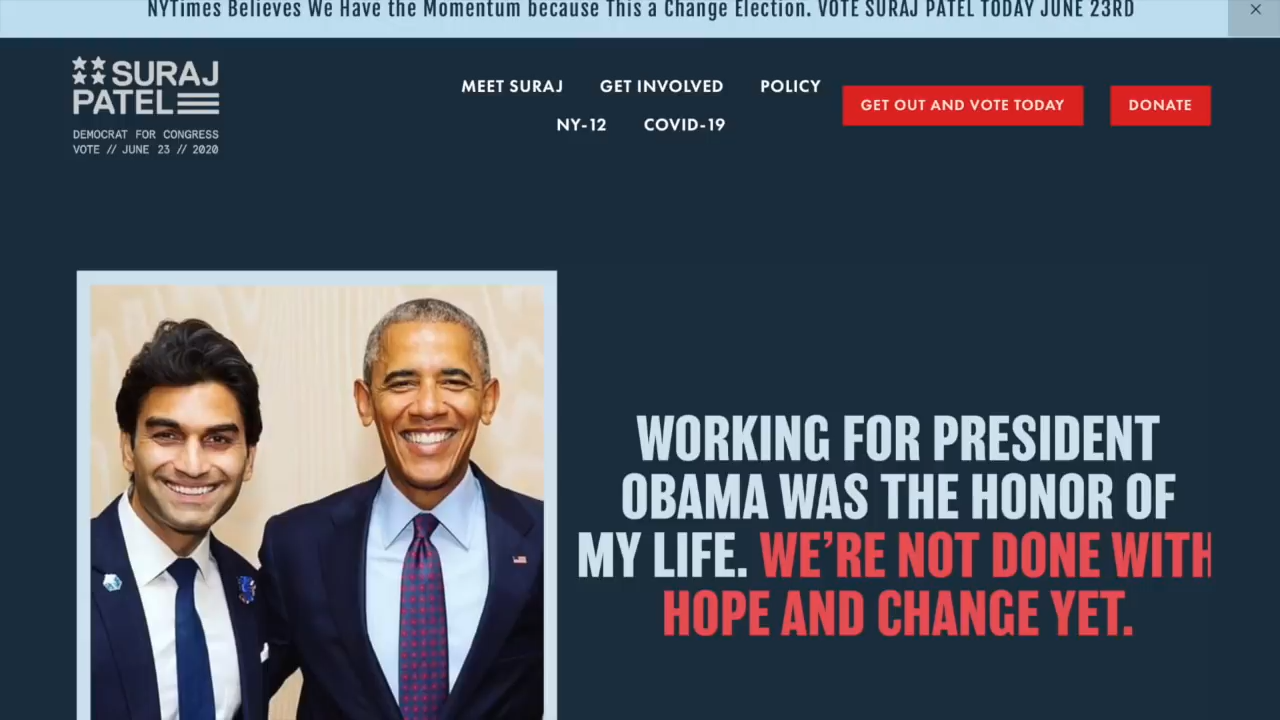 NYTimes Believes We Have the Momentum because This a Change Election. VOTE SURAJ PATEL TODAY JUNE 23RD
SURAJ
PATEL
DEMOCRAT FOR CONGRESS
VOTE // JUNE 23 // 2020
MEET SURAJ GET INVOLVED POLICY
NY-12 COVID-19
GET OUT AND VOTE TODAY
DONATE
WORKING FOR PRESIDENT
OBAMA WAS THE HONOR OF
MY LIFE. WE'RE NOT DONE WITH
HOPE AND CHANGE YET.